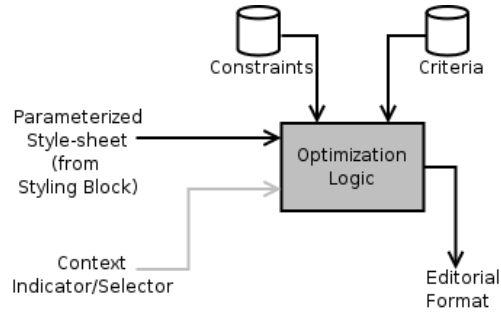 Constraints
Criteria
Parameterized
Style-sheet
(from
Styling Block)
Optimization
Logic
Context
Indicator/Selector
Editorial
Format